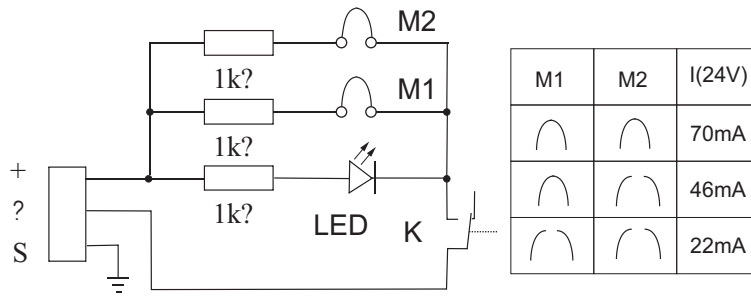 M2
1k?
M1
1k?
+
?
S
1k?
LED
K
M1 M2 I(24V)
70mA
46mA
22mA